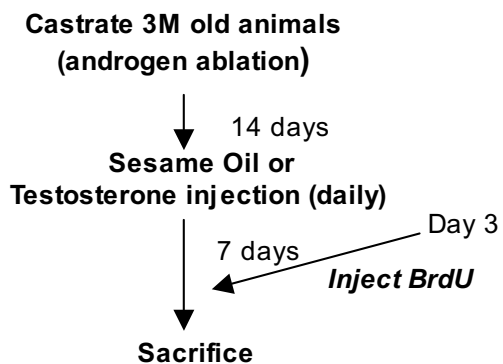 Castrate 3M old animals
(androgen ablation)
14 days
Sesame Oil or
Testosterone injection (daily)
Day 3
7 days
Inject BrdU
Sacrifice